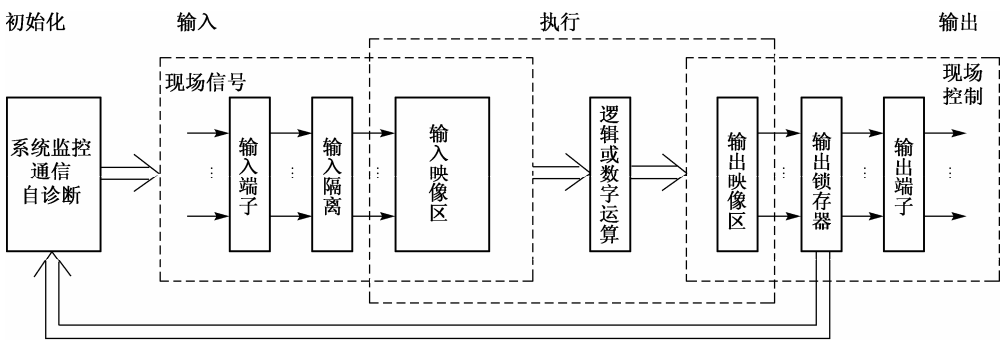 初始化
输入
执行
输出
现场信号
现场
控制
系统监控
通信
自诊断
输入端子
输入隔离
输入映像区
逻辑或数字运算
输出映像区
输出锁存器
输出端子